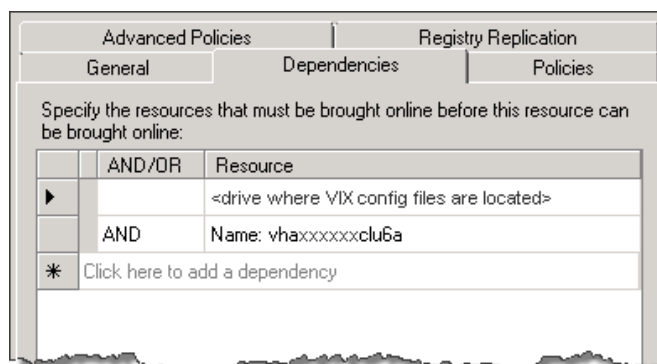 Advanced Policies Registry Replication
General Dependencies Policies
Specify the resources that must be brought online before this resource can
be brought online:
AND/OR Resource
<drive where VIX config files are located>
AND Name: vhaxxxxxxclu6a
Click here to add a dependency